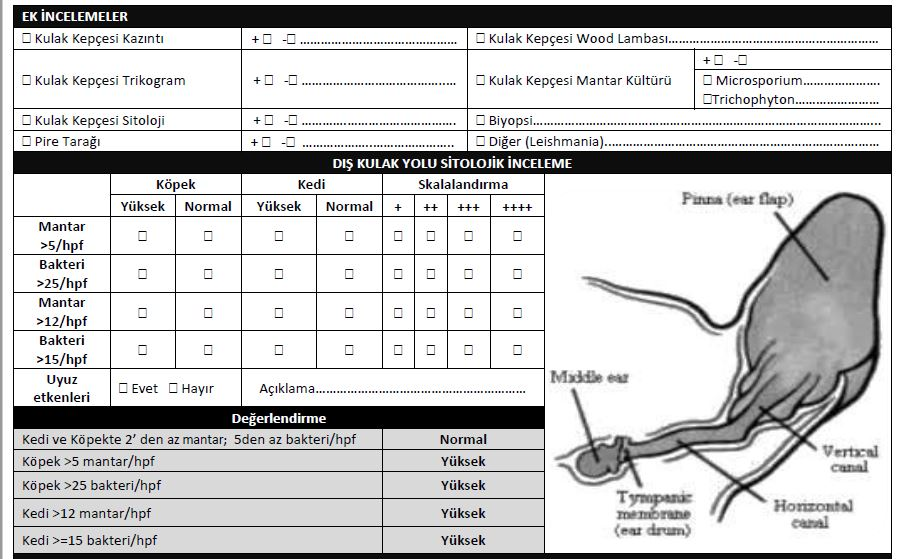 EK İNCELEMELER
☐ Kulak Kepçesi Kazıntı + ☐ -☐ ………………………………… ☐ Kulak Kepçesi Wood Lambası……………………………………………
☐ Kulak Kepçesi Trikogram + ☐ -☐ ………………………………… ☐ Kulak Kepçesi Mantar Kültürü + ☐ -☐
☐ Microsporium………………
☐Trichophyton………………
☐ Kulak Kepçesi Sitoloji + ☐ -☐ ………………………………… ☐ Biyopsi……………………………………………………………
☐ Pire Tarağı + ☐ -☐ ………………………………… ☐ Diğer (Leishmania)……………………………………………………
DIŞ KULAK YOLU SİTOLOJİK İNCELEME
Köpek Kedi Skalalandırma
Yüksek Normal Yüksek Normal + ++ +++ ++++
Mantar
>5/hpf ☐ ☐ ☐ ☐ ☐ ☐ ☐ ☐
Bakteri
>25/hpf ☐ ☐ ☐ ☐ ☐ ☐ ☐ ☐
Mantar
>12/hpf ☐ ☐ ☐ ☐ ☐ ☐ ☐ ☐
Bakteri
>15/hpf ☐ ☐ ☐ ☐ ☐ ☐ ☐ ☐
Uyuz
etkenleri ☐ Evet ☐ Hayır Açıklama……………………………………………
Değerlendirme
Kedi ve Köpekte 2’ den az mantar; 5den az bakteri/hpf Normal
Köpek >5 mantar/hpf Yüksek
Köpek >25 bakteri/hpf Yüksek
Kedi >12 mantar/hpf Yüksek
Kedi >=15 bakteri/hpf Yüksek
Pinna (ear flap)
Middle ear
Vertical
canal
Tympanic
membrane
(ear drum)
Horizontal
canal